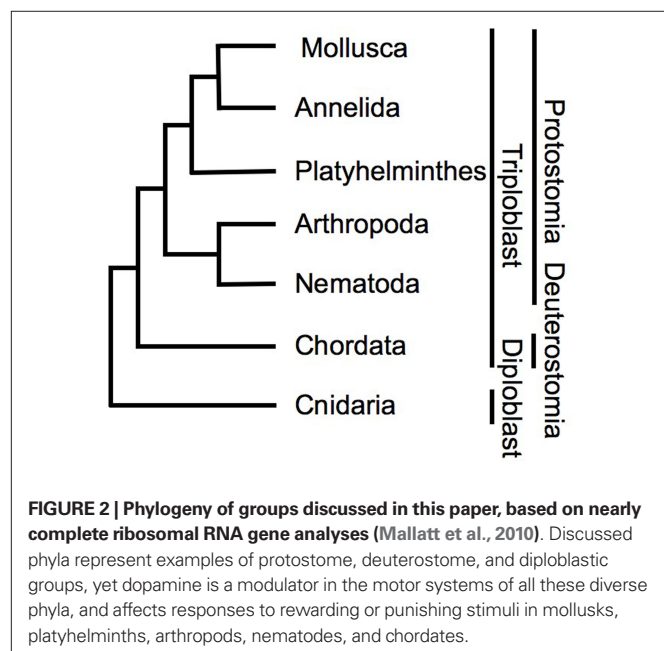 Mollusca
Annelida
Platyhelminthes
Arthropoda
Nematoda
Chordata
Cnidaria
Triploblast
Diploblast
Protostomia
Deuterostomia
FIGURE 2 | Phylogeny of groups discussed in this paper, based on nearly
complete ribosomal RNA gene analyses (Mallatt et al., 2010). Discussed
phyla represent examples of protostome, deuterostome, and diploblastic
groups, yet dopamine is a modulator in the motor systems of all these diverse
phyla, and affects responses to rewarding or punishing stimuli in mollusks,
platyhelminths, arthropods, nematodes, and chordates.